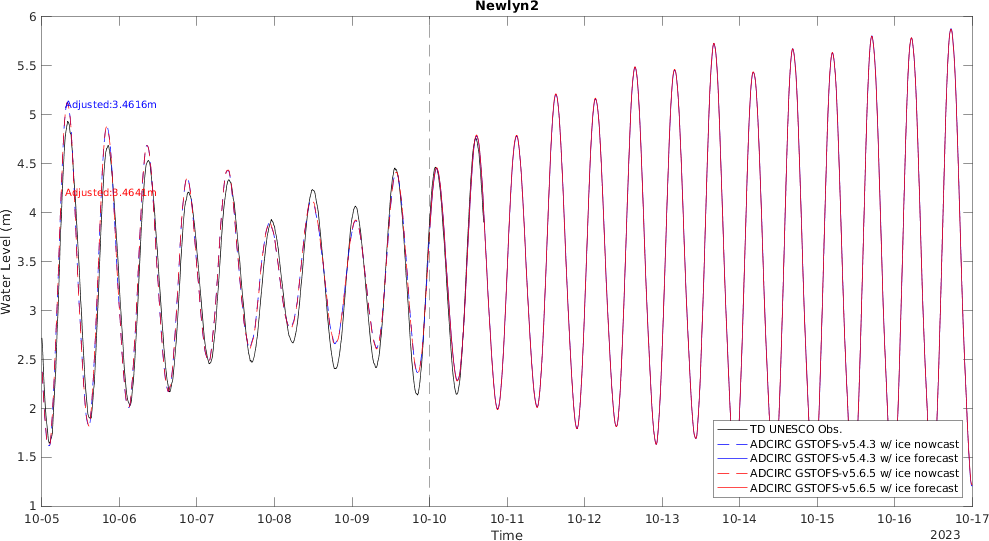 Newlyn2
6
5.5
5
4.5
4
3.5
3
2.5
2
1.5
1
Water Level (m)
Adjusted:3.4616m
Adjusted:3.4641m
TD UNESCO Obs.
ADCIRC GSTOFS-v5.4.3 w/ ice nowcast
ADCIRC GSTOFS-v5.4.3 w/ ice forecast
ADCIRC GSTOFS-v5.6.5 w/ ice nowcast
ADCIRC GSTOFS-v5.6.5 w/ ice forecast
10-05 10-06 10-07 10-08 10-09 10-10 10-11 10-12 10-13 10-14 10-15 10-16 10-17
Time
2023